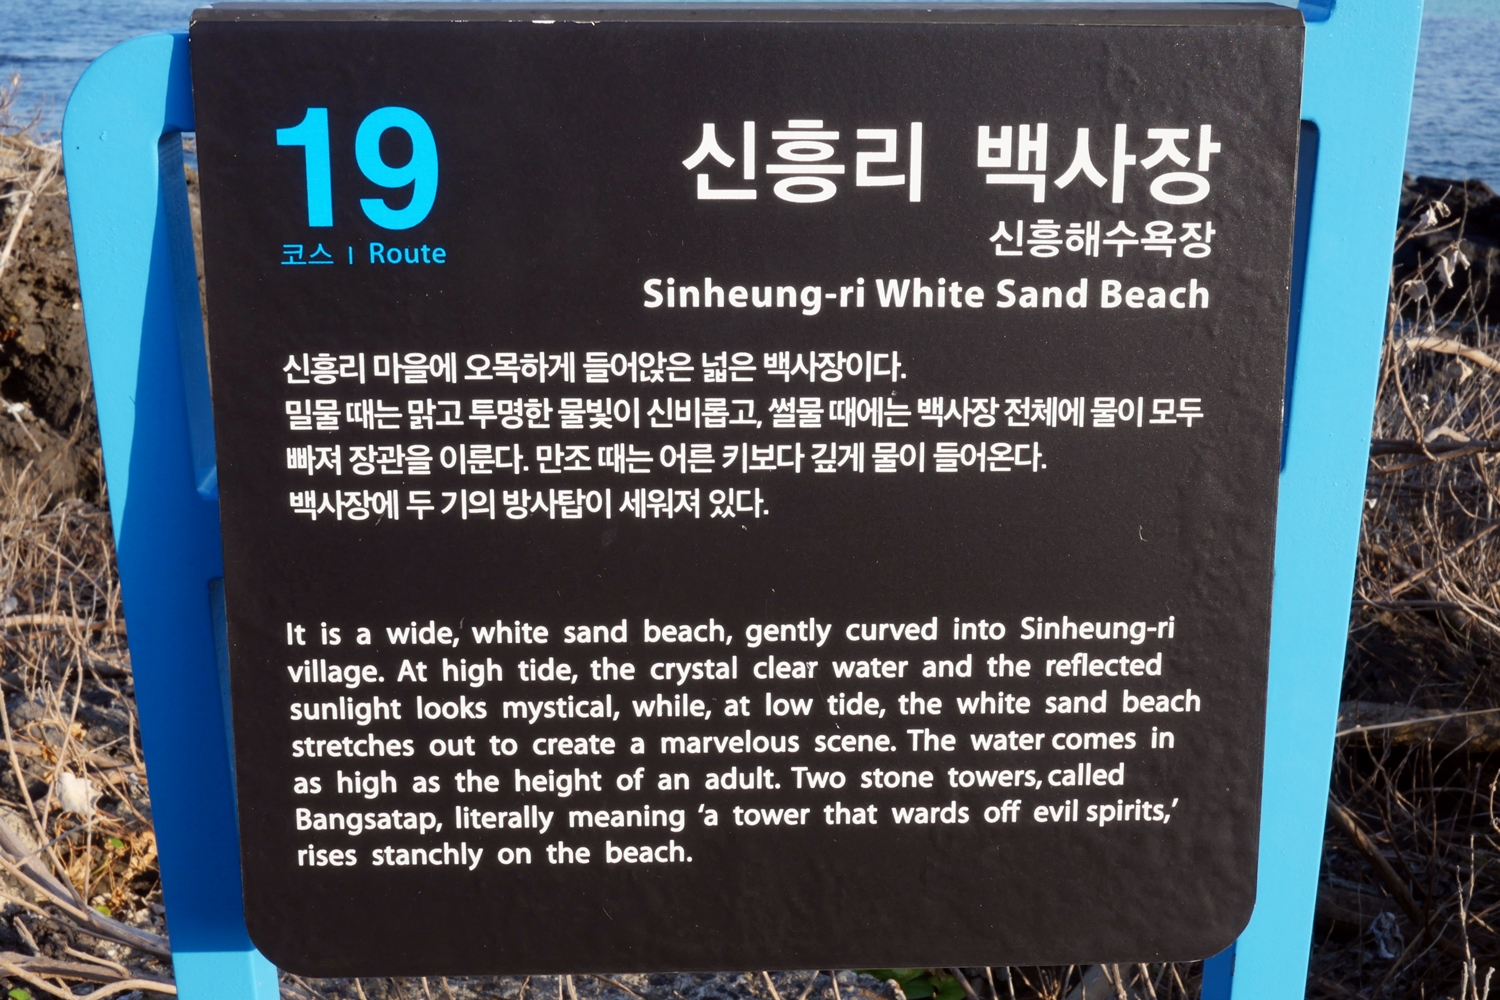 19
코스 | Route
신흥리 백사장
신흥해수욕장
Sinheung-ri White Sand Beach
신흥리 마을에 오목하게 들어앉은 넓은 백사장이다.
밀물 때는 맑고 투명한 물빛이 신비롭고, 썰물 때에는 백사장 전체에 물이 모두
빠져 장관을 이룬다. 만조 때는 어른 키보다 깊게 물이 들어온다.
백사장에 두 기의 방사탑이 세워져 있다.
It is a wide, white sand beach, gently curved into Sinheung-ri
village. At high tide, the crystal clear water and the reflected
sunlight looks mystical, while, at low tide, the white sand beach
stretches out to create a marvelous scene. The water comes in
as high as the height of an adult. Two stone towers, called
Bangsatap, literally meaning ‘a tower that wards off evil spirits,’
rises stanchly on the beach.